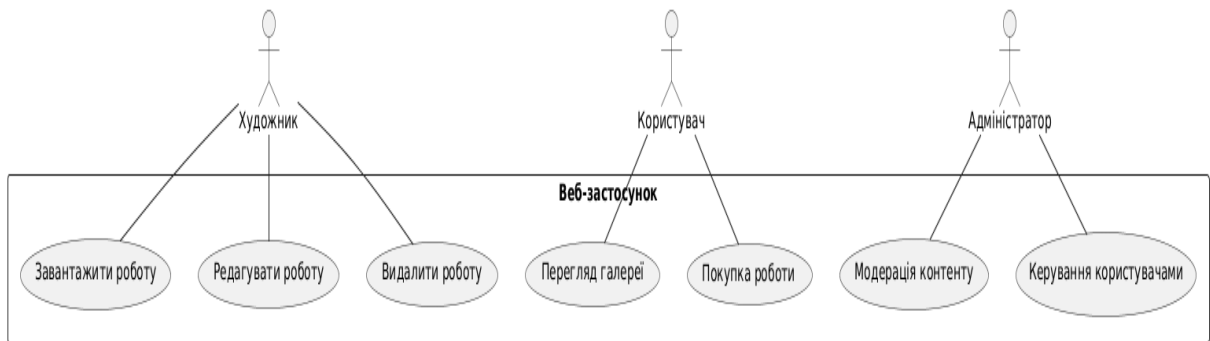 Художник
Користувач
Адміністратор
Веб-застосунок
Завантажити роботу
Редагувати роботу
Видалити роботу
Перегляд галереї
Покупка роботи
Модерація контенту
Керування користувачами